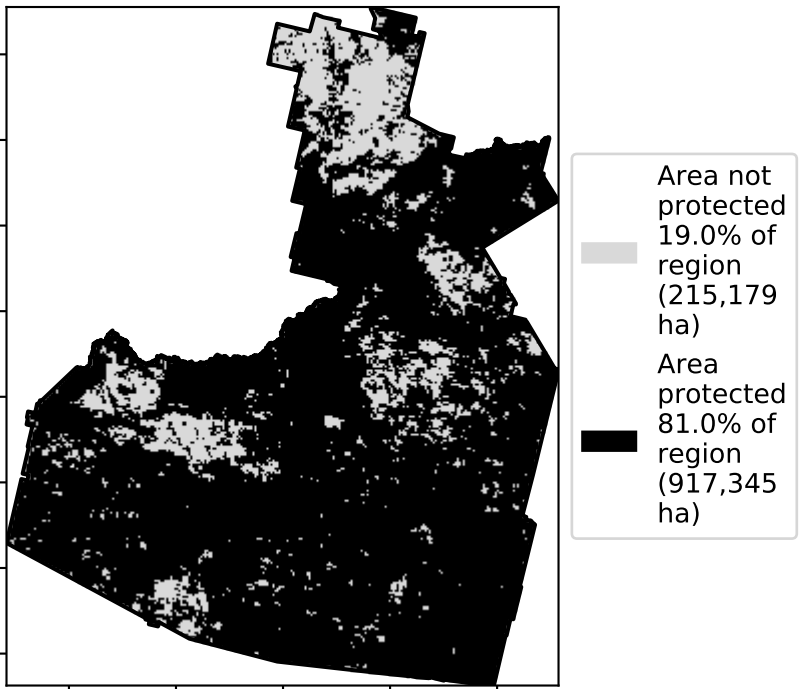 Area not
protected
19.0% of
region
(215,179
ha)
Area
protected
81.0% of
region
(917,345
ha)